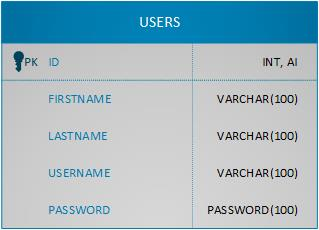 USERS
PK ID INT, AI
FIRSTNAME VARCHAR(100)
LASTNAME VARCHAR(100)
USERNAME VARCHAR(100)
PASSWORD PASSWORD(100)